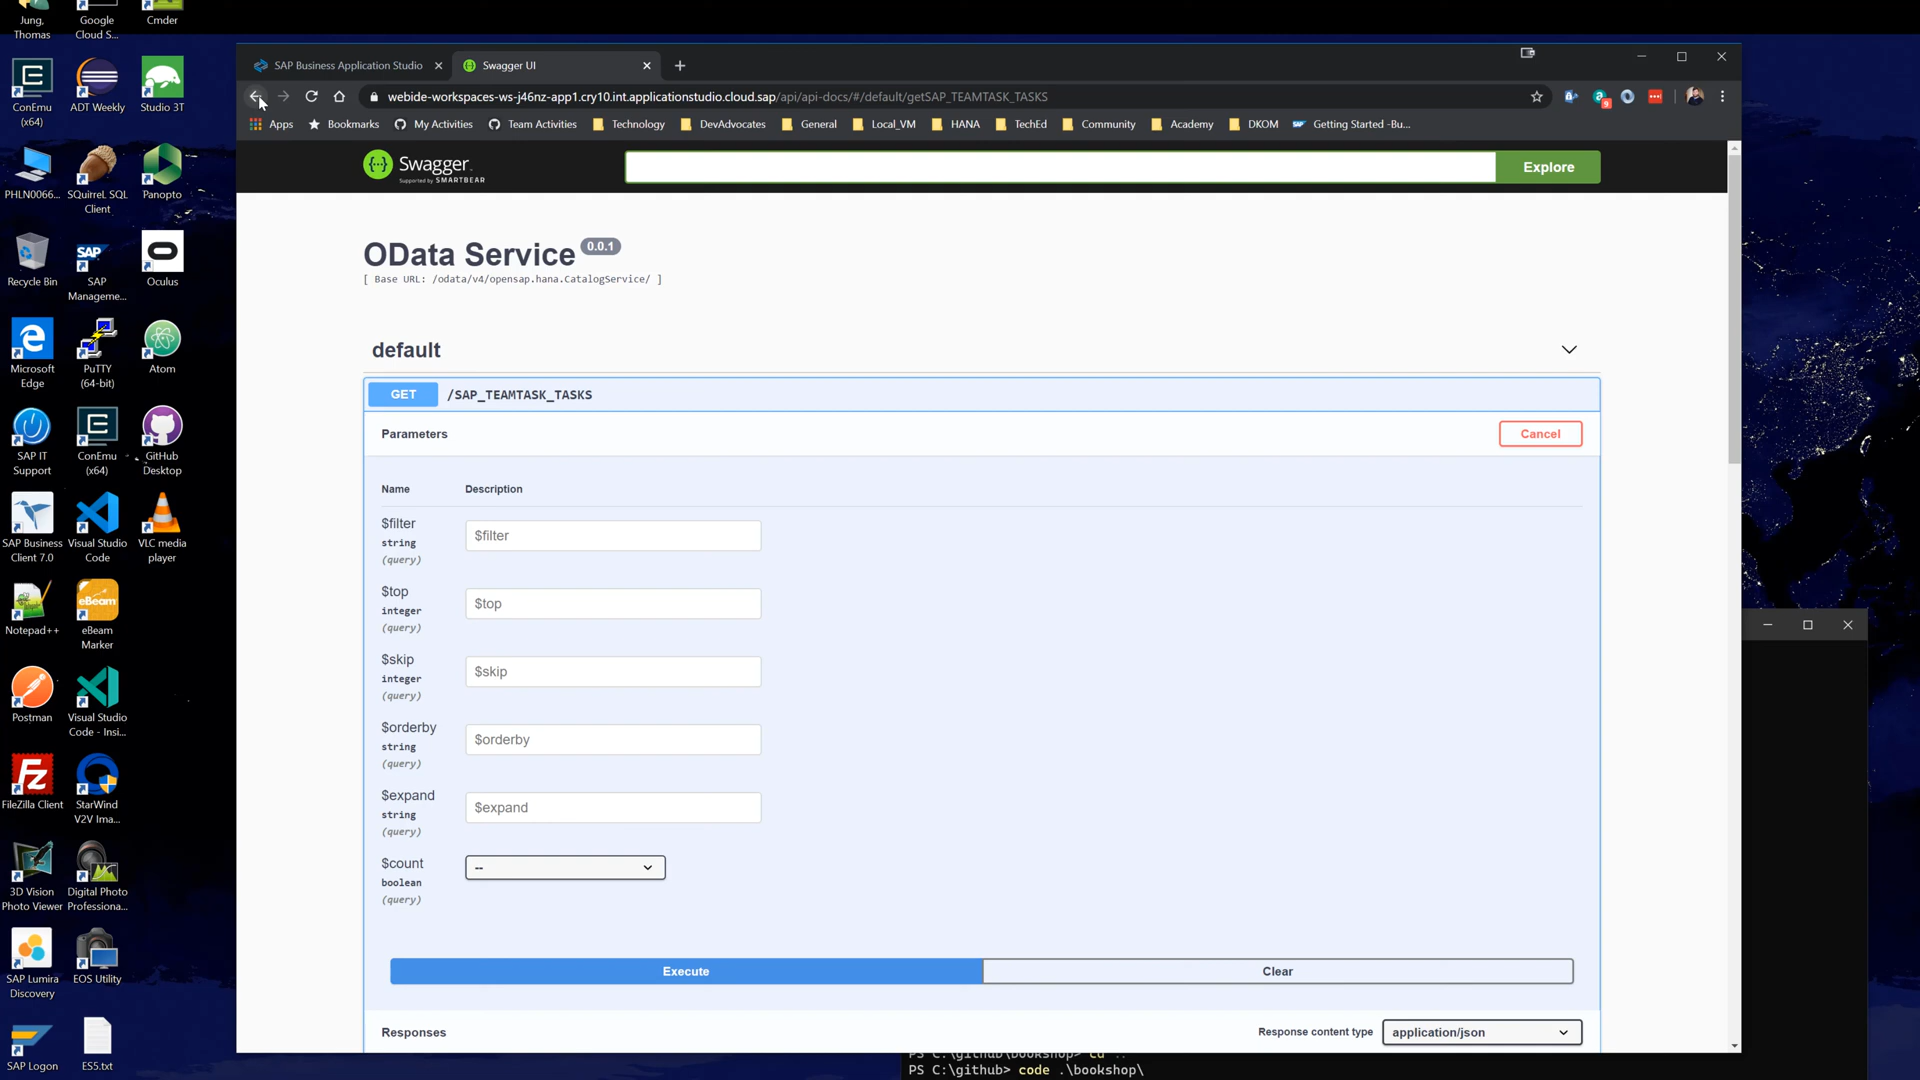 Jung,
Thomas
Google
Cloud S...
Cmder
ConEmu
(x64)
ADT Weekly
Studio 3T
PHLN0066...
SQuirreL SQL
Client
Panopto
Recycle Bin
SAP
SAP
Manageme...
Oculus
Microsoft
Edge
PuTTY
(64-bit)
Atom
SAP IT
Support
ConEmu
(x64)
GitHub
Desktop
SAP Business
Client 7.0
Visual Studio
Code
VLC media
player
Notepad++
eBeam
eBeam
Marker
Postman
Visual Studio
Code - Insi...
FileZilla Client
StarWind
V2V Ima...
3D Vision
Photo Viewer
Digital Photo
Professiona...
SAP Lumira
Discovery
EOS Utility
SAP Logon
ES5.txt
SAP Business Application Studio
Swagger UI
webide-workspaces-ws-j46nz-app1.cry10.int.applicationstudio.cloud.sap/api/api-docs/#/default/getSAP_TEAMTASK_TASKS
9
Apps
Bookmarks
My Activities
Team Activities
Technology
DevAdvocates
General
Local_VM
HANA
TechEd
Community
Academy
DKOM
Getting Started -Bu...
Swagger
Supported by SMARTBEAR
Explore
OData Service 0.0.1
[ Base URL: /odata/v4/opensap.hana.CatalogService/ ]
default
GET /SAP_TEAMTASK_TASKS
Parameters
Cancel
Name Description
$filter
string
(query)
$filter
$top
integer
(query)
$top
$skip
integer
(query)
$skip
$orderby
string
(query)
$orderby
$expand
string
(query)
$expand
$count
boolean
(query)
--
Execute
Clear
Responses
Response content type
application/json
PS C:\github\bookshop> cd ..
PS C:\github> code .\bookshop\